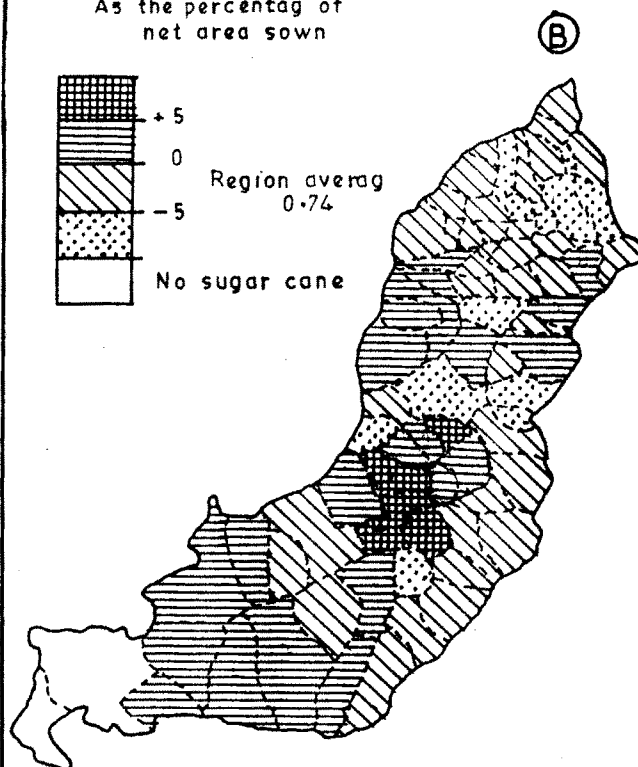 As the percentag of
net area sown
B
+ 5
0
Region averag
0.74
- 5
No sugar cane